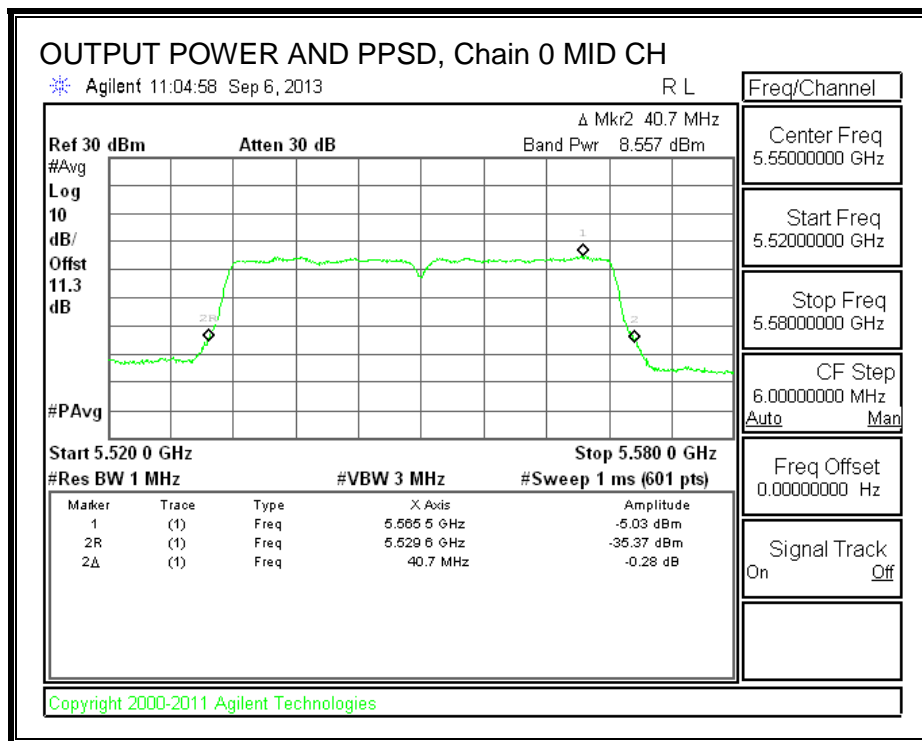 OUTPUT POWER AND PPSD, Chain 0 MID CH
Agilent 11:04:58 Sep 6, 2013 R L
Δ Mkr2 40.7 MHz
Ref 30 dBm Atten 30 dB Band Pwr 8.557 dBm
#Avg
Log
10
dB/
Offst
11.3
dB
1
2R
2
#PAvg
Start 5.520 0 GHz Stop 5.580 0 GHz
#Res BW 1 MHz #VBW 3 MHz #Sweep 1 ms (601 pts)
Marker Trace Type X Axis Amplitude
1 (1) Freq 5.565 5 GHz -5.03 dBm
2R (1) Freq 5.529 6 GHz -35.37 dBm
2Δ (1) Freq 40.7 MHz -0.28 dB
Freq/Channel
Center Freq
5.55000000 GHz
Start Freq
5.52000000 GHz
Stop Freq
5.58000000 GHz
CF Step
6.00000000 MHz
Auto Man
Freq Offset
0.00000000 Hz
Signal Track
On Off
Copyright 2000-2011 Agilent Technologies